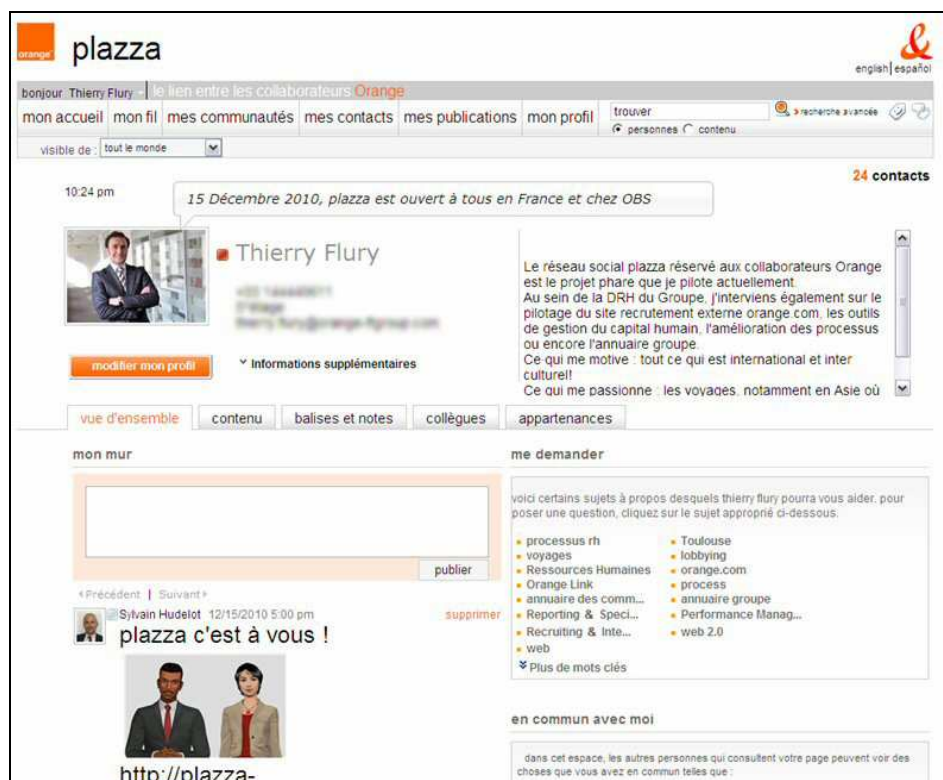 orange
plazza
english|español
bonjour Thierry Flury
le lien entre les collaborateurs Orange
mon accueil mon fil mes communautés mes contacts mes publications mon profil
trouver
recherche avancée
personnes contenu
visible de : tout le monde
24 contacts
10:24 pm
15 Décembre 2010, plazza est ouvert à tous en France et chez OBS
Thierry Flury
Le réseau social plazza réservé aux collaborateurs Orange
est le projet phare que je pilote actuellement.
Au sein de la DRH du Groupe, j'interviens également sur le
pilotage du site recrutement externe orange.com, les outils
de gestion du capital humain, l'amélioration des processus
ou encore l'annuaire groupe.
Ce qui me motive : tout ce qui est international et inter
culturel!
Ce qui me passionne : les voyages, notamment en Asie où
modifier mon profil
Informations supplémentaires
vue d'ensemble contenu balises et notes collègues appartenances
mon mur
publier
Précédent | Suivant
Sylvain Hudelot 12/15/2010 5:00 pm supprimer
plazza c'est à vous !
http://plazza-
me demander
voici certains sujets à propos desquels thierry flury pourra vous aider. pour
poser une question, cliquez sur le sujet approprié ci-dessous.
processus rh
voyages
Ressources Humaines
Orange Link
annuaire des comm...
Reporting & Speci...
Recruiting & Inte...
web
Toulouse
lobbying
orange.com
process
annuaire groupe
Performance Manag...
web 2.0
Plus de mots clés
en commun avec moi
dans cet espace, les autres personnes qui consultent votre page peuvent voir des
choses que vous avez en commun telles que :